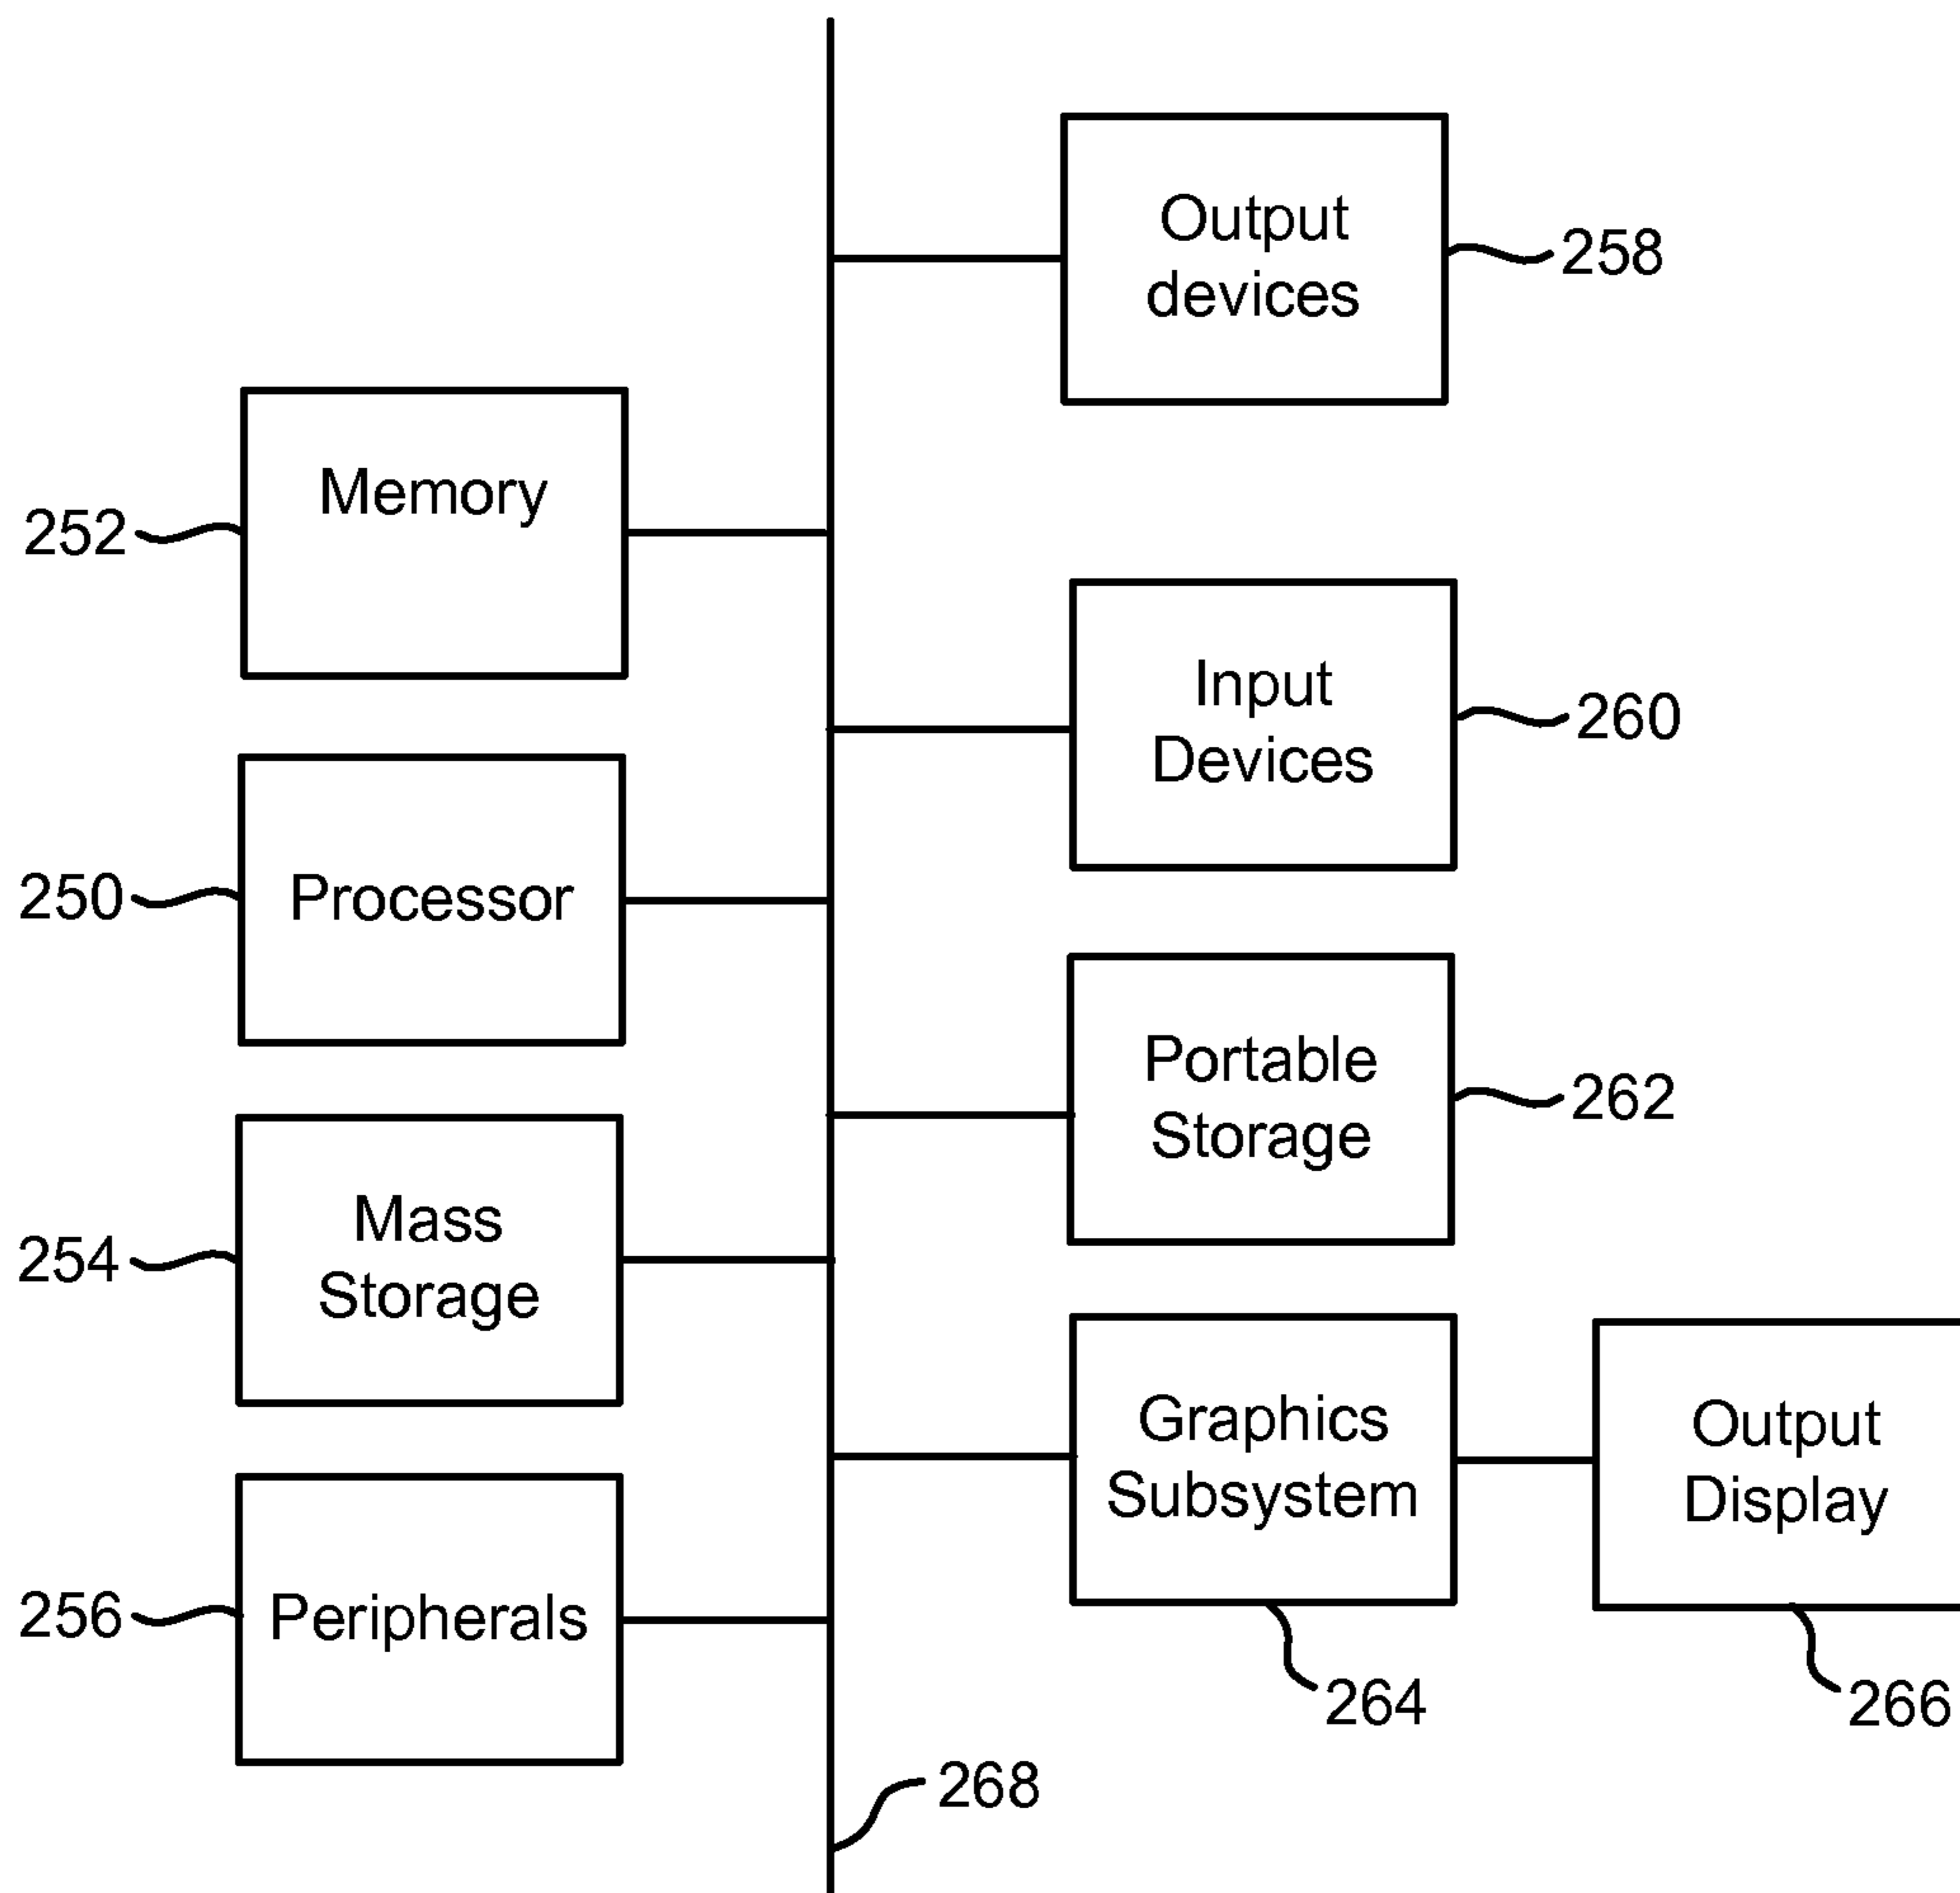 Output
devices
258
Memory
252
Input
Devices
260
Processor
250
Portable
Storage
262
Mass
Storage
254
Graphics
Subsystem
264
Output
Display
266
Peripherals
256
268